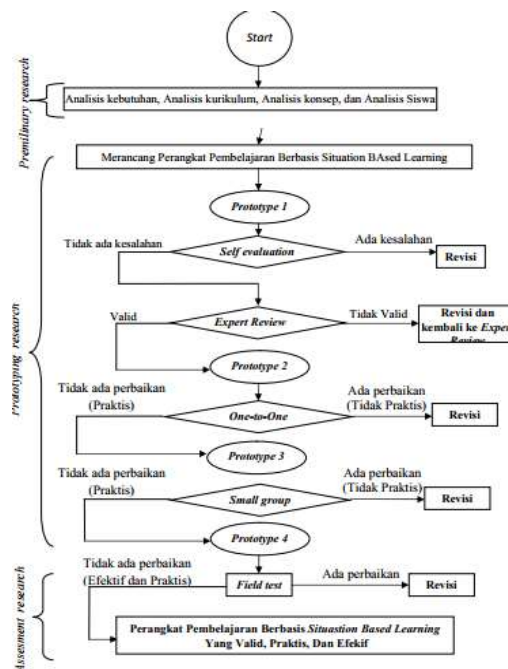 Start
Premilinary research
Analisis kebutuhan, Analisis kurikulum, Analisis konsep, dan Analisis Siswa
Prototyping research
Merancang Perangkat Pembelajaran Berbasis Situation BAsed Learning
Prototype 1
Tidak ada kesalahan
Self evaluation
Ada kesalahan
Revisi
Valid
Expert Review
Tidak Valid
Revisi dan
kembali ke Expert
Review
Prototype 2
Tidak ada perbaikan
(Praktis)
One-to-One
Ada perbaikan
(Tidak Praktis)
Revisi
Prototype 3
Tidak ada perbaikan
(Praktis)
Small group
Ada perbaikan
(Tidak Praktis)
Revisi
Prototype 4
Assesment research
Tidak ada perbaikan
(Efektif dan Praktis)
Field test
Ada perbaikan
Revisi
Perangkat Pembelajaran Berbasis Situastion Based Learning
Yang Valid, Praktis, Dan Efekif